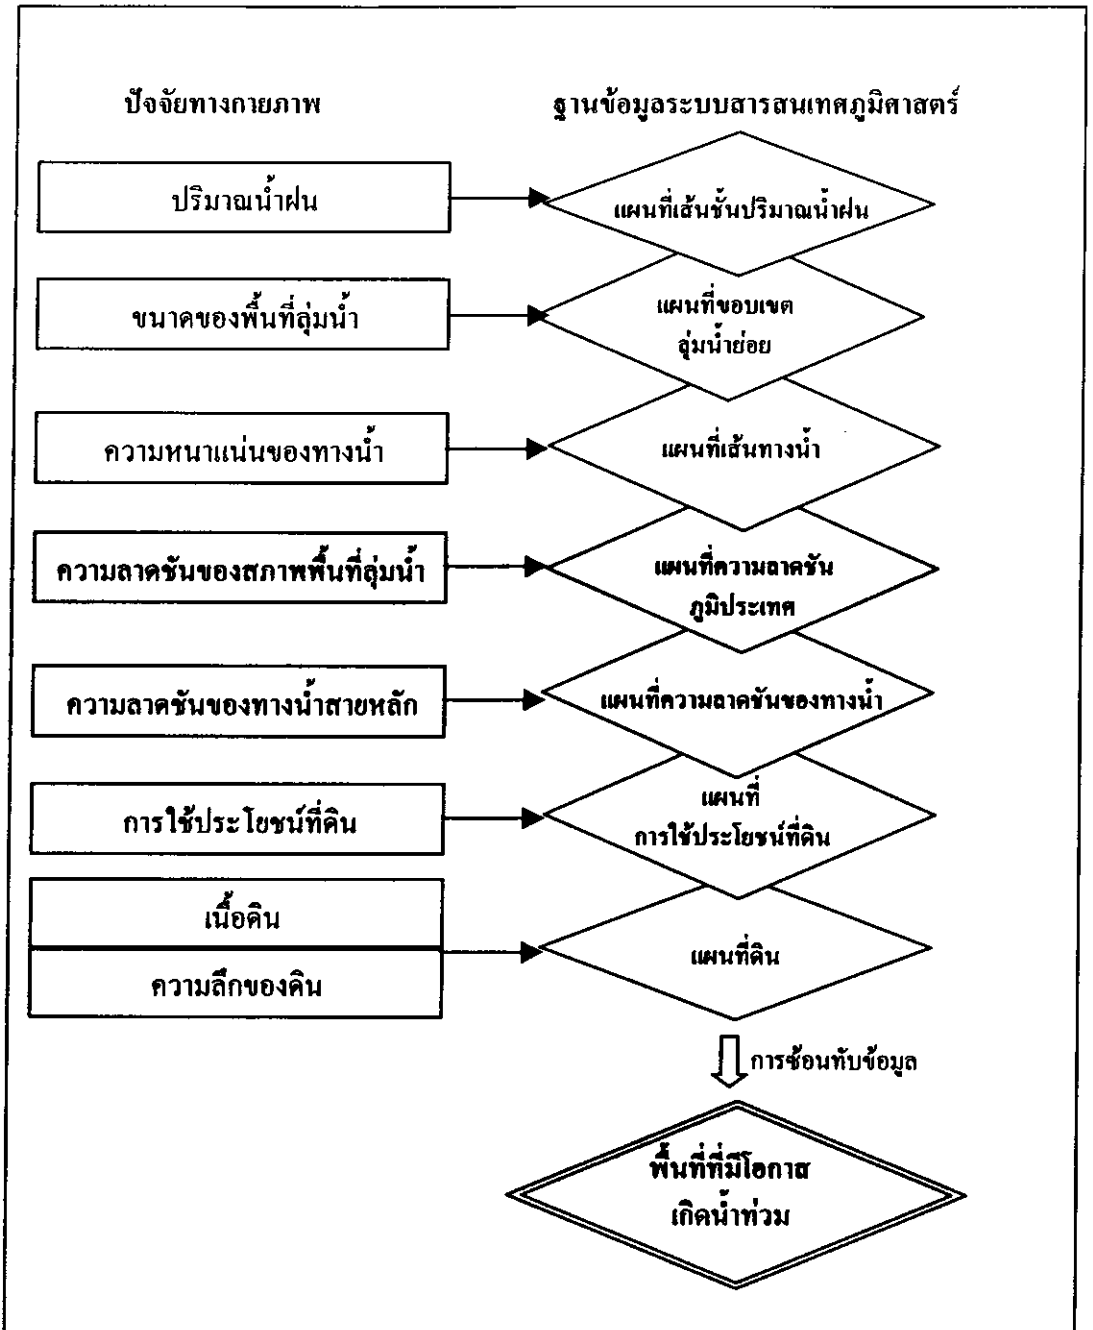 ปัจจัยทางกายภาพ
ฐานข้อมูลระบบสารสนเทศภูมิศาสตร์
ปริมาณน้ำฝน
แผนที่เส้นชั้นปริมาณน้ำฝน
ขนาดของพื้นที่ลุ่มน้ำ
แผนที่ขอบเขต
ลุ่มน้ำย่อย
ความหนาแน่นของทางน้ำ
แผนที่เส้นทางน้ำ
ความลาดชันของสภาพพื้นที่ลุ่มน้ำ
แผนที่ความลาดชัน
ภูมิประเทศ
ความลาดชันของทางน้ำสายหลัก
แผนที่ความลาดชันของทางน้ำ
การใช้ประโยชน์ที่ดิน
แผนที่
การใช้ประโยชน์ที่ดิน
เนื้อดิน
ความลึกของดิน
แผนที่ดิน
การซ้อนทับข้อมูล
พื้นที่ที่มีโอกาส
เกิดน้ำท่วม